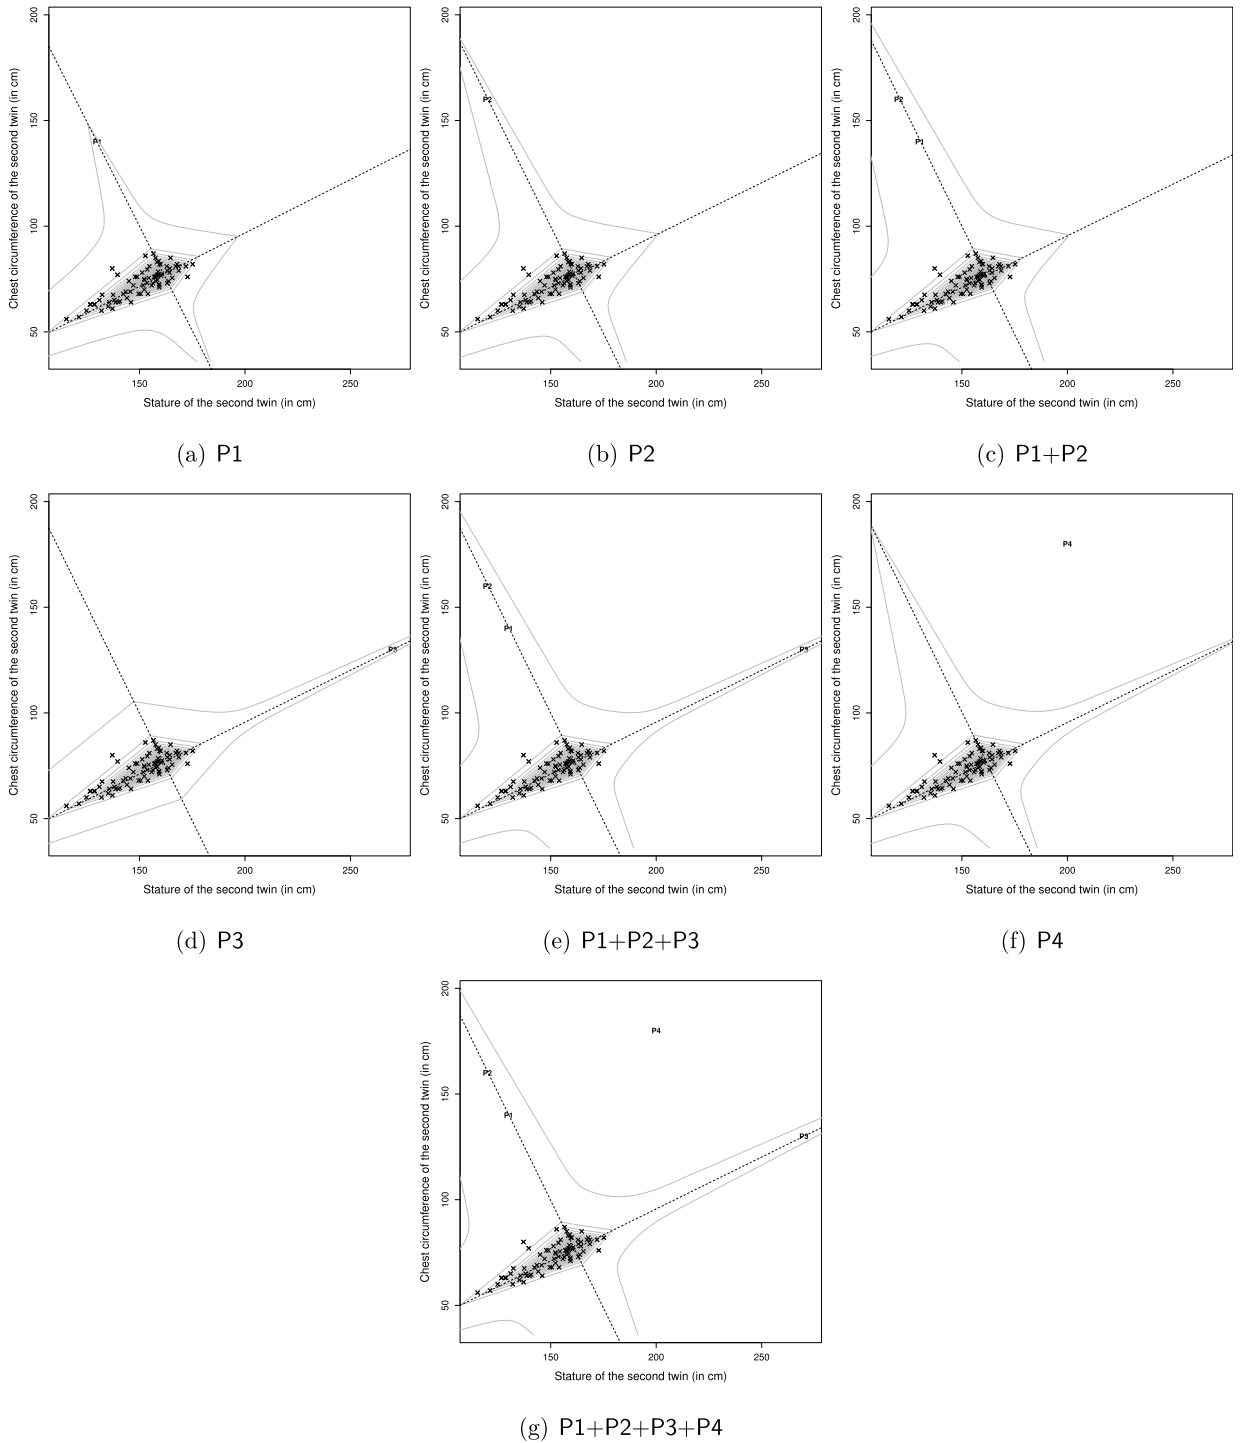 Chest circumference of the second twin (in cm)
200
150
100
50
P1
150
200
250
Stature of the second twin (in cm)
(a) P1
Chest circumference of the second twin (in cm)
200
150
100
50
P2
150
200
250
Stature of the second twin (in cm)
(b) P2
Chest circumference of the second twin (in cm)
200
150
100
50
P2
P1
150
200
250
Stature of the second twin (in cm)
(c) P1+P2
Chest circumference of the second twin (in cm)
200
150
100
50
P3
150
200
250
Stature of the second twin (in cm)
(d) P3
Chest circumference of the second twin (in cm)
200
150
100
50
P2
P1
P3
150
200
250
Stature of the second twin (in cm)
(e) P1+P2+P3
Chest circumference of the second twin (in cm)
200
150
100
50
P4
150
200
250
Stature of the second twin (in cm)
(f) P4
Chest circumference of the second twin (in cm)
200
150
100
50
P4
P2
P1
P3
150
200
250
Stature of the second twin (in cm)
(g) P1+P2+P3+P4